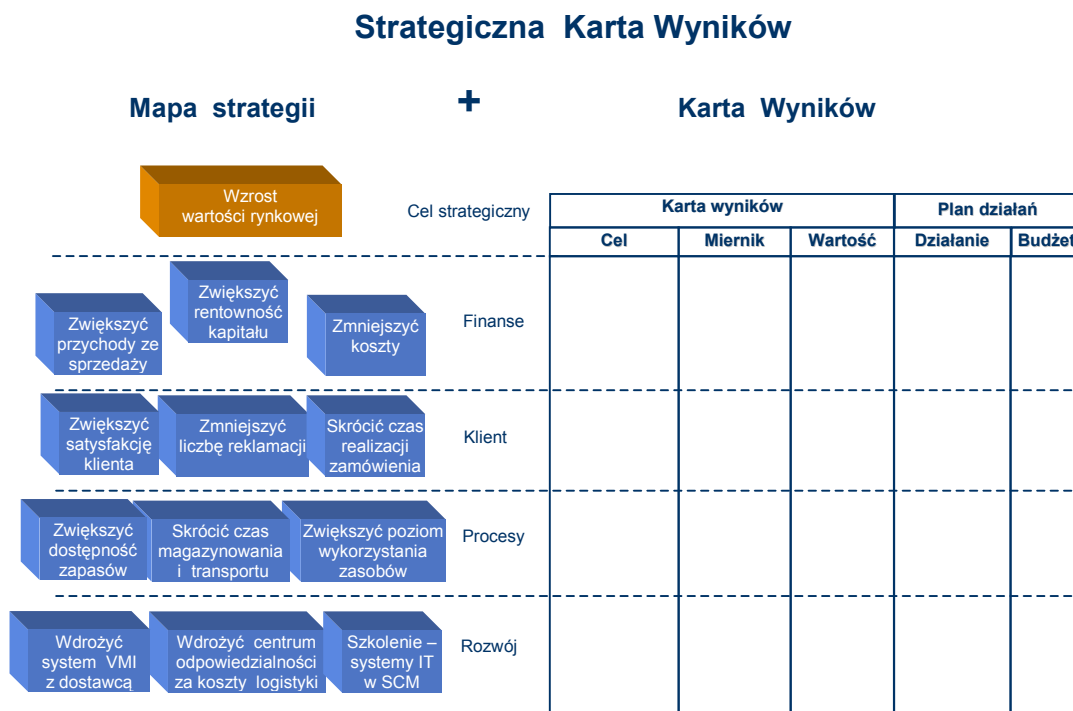 Strategiczna Karta Wyników
Mapa strategii
+
Karta Wyników
Wzrost
wartości rynkowej
Cel strategiczny
Karta wyników
Plan działań
Cel
Miernik
Wartość
Działanie
Budżet
Zwiększyć
przychody ze
sprzedaży
Zwiększyć
rentowność
kapitału
Zmniejszyć
koszty
Finanse
Zwiększyć
satysfakcję
klienta
Zmniejszyć
liczbę reklamacji
Skrócić czas
realizacji
zamówienia
Klient
Zwiększyć
dostępność
zapasów
Skrócić czas
magazynowania
i transportu
Zwiększyć poziom
wykorzystania
zasobów
Procesy
Wdrożyć
system VMI
z dostawcą
Wdrożyć centrum
odpowiedzialności
za koszty logistyki
Szkolenie –
systemy IT
w SCM
Rozwój